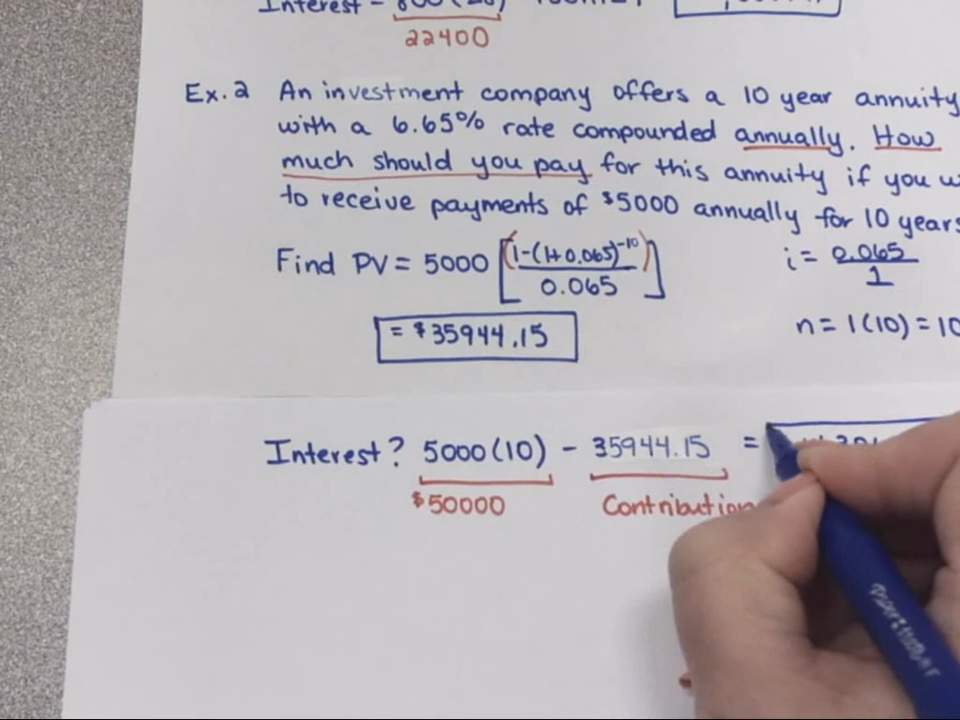 Interest -
22400
Ex. 2 An investment company offers a 10 year annuity
with a 6.65% rate compounded annually. How
much should you pay for this annuity if you
to receive payments of $5000 annually for 10 years
Find PV = 5000 [(1-(1+0.065)^-10)/0.065] i = 0.065/1
= $35944.15 n = 1(10) = 10
Interest? 5000(10) - 35944.15 =
$50000 Contribution